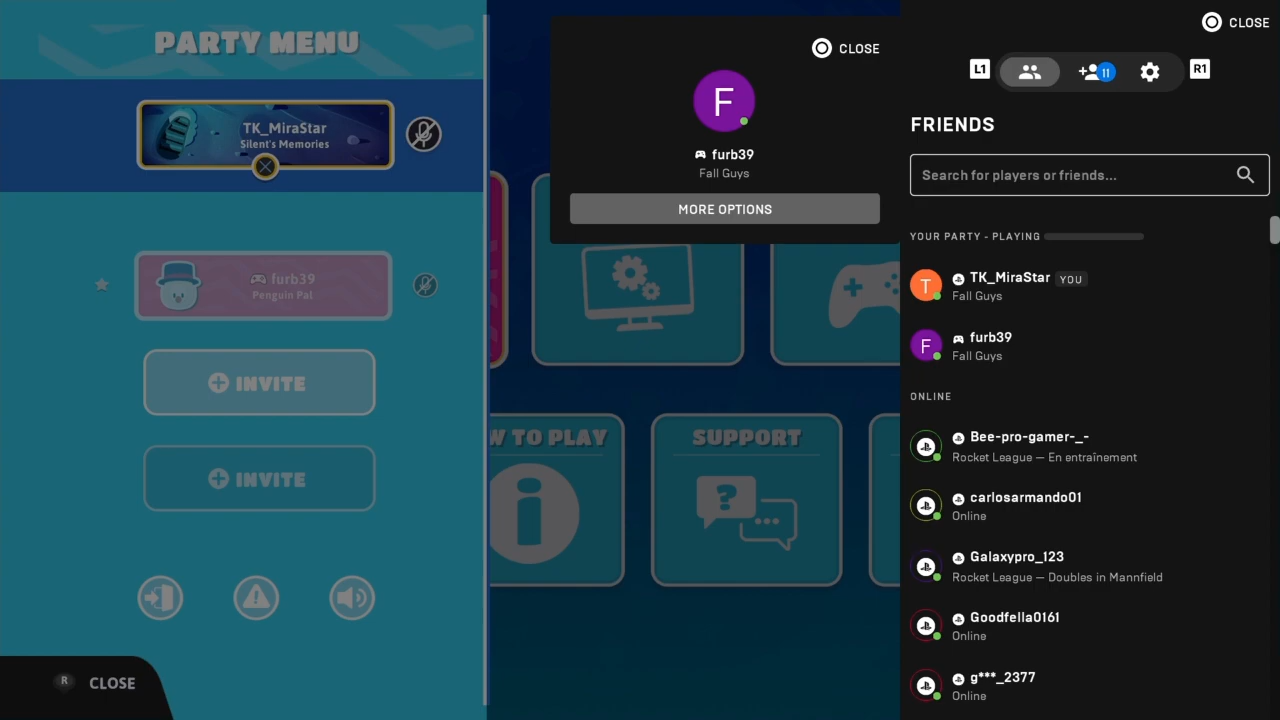 PARTY MENU
TK_MiraStar
Silent's Memories
furb39
Penguin Pal
INVITE
INVITE
R
CLOSE
W TO PLAY
SUPPORT
CLOSE
F
furb39
Fall Guys
MORE OPTIONS
CLOSE
L1
11
R1
FRIENDS
Search for players or friends...
YOUR PARTY - PLAYING
T
TK_MiraStar YOU
Fall Guys
F
furb39
Fall Guys
ONLINE
Bee-pro-gamer-_-
Rocket League — En entraînement
carlosarmando01
Online
Galaxypro_123
Rocket League — Doubles in Mannfield
Goodfella0161
Online
g***_2377
Online